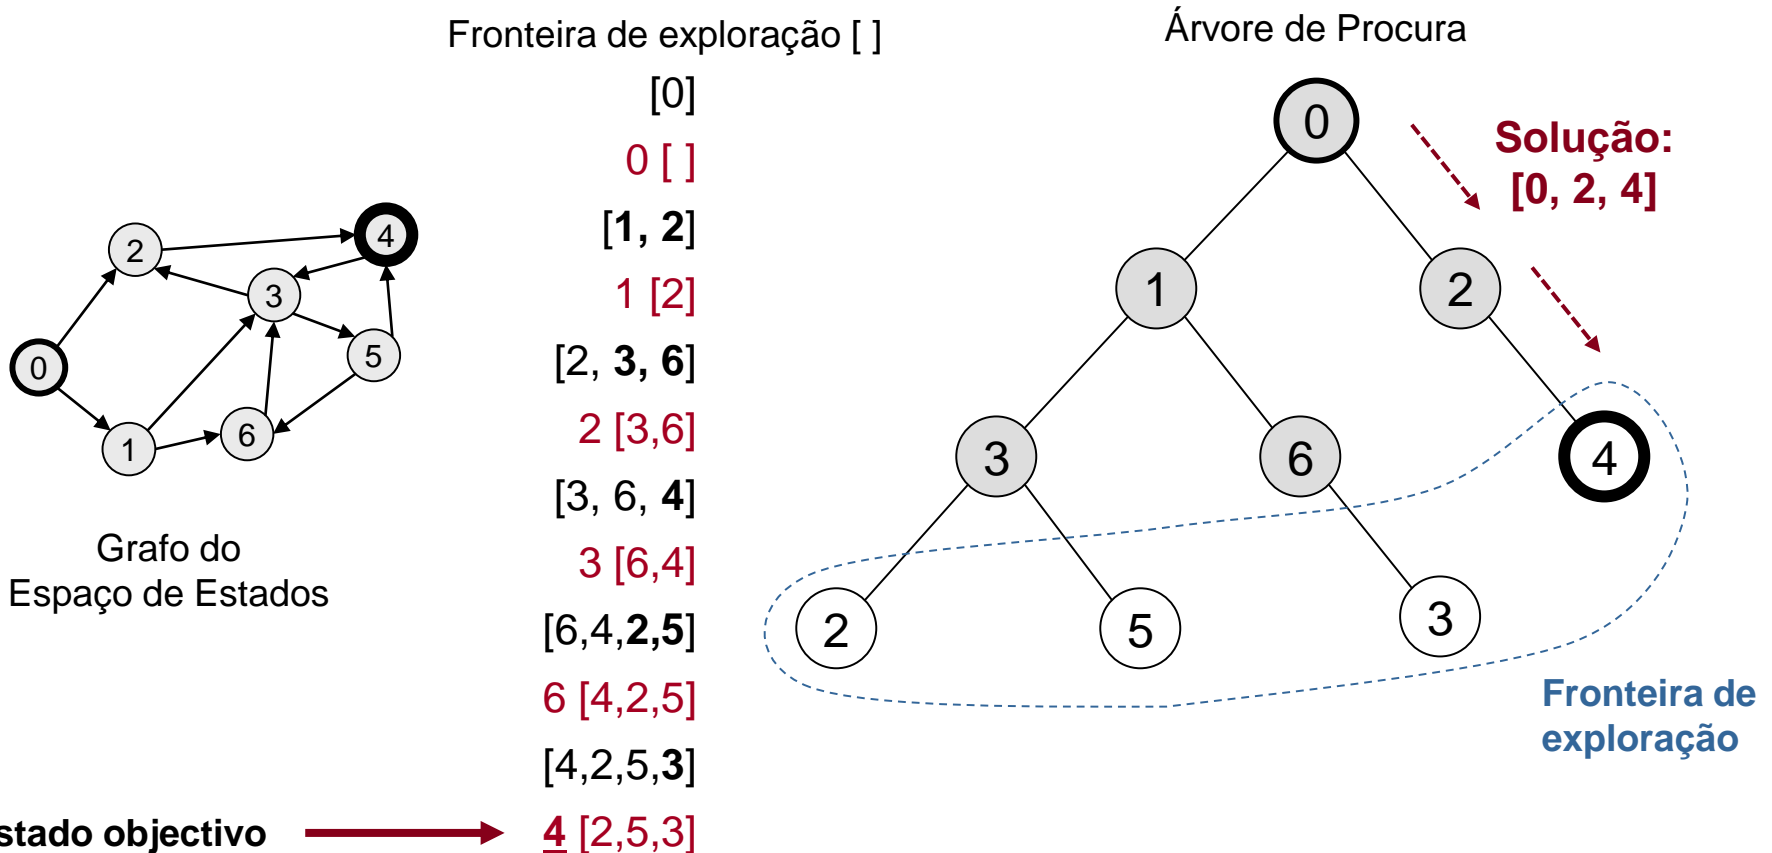 Fronteira de exploração [ ]
[0]
0 [ ]
[1, 2]
1 [2]
[2, 3, 6]
2 [3,6]
[3, 6, 4]
3 [6,4]
[6,4,2,5]
6 [4,2,5]
[4,2,5,3]
4 [2,5,3]
stado objectivo
2
4
3
5
0
1
6
Grafo do
Espaço de Estados
Árvore de Procura
0
Solução:
[0, 2, 4]
1
2
3
6
4
2
5
3
Fronteira de
exploração